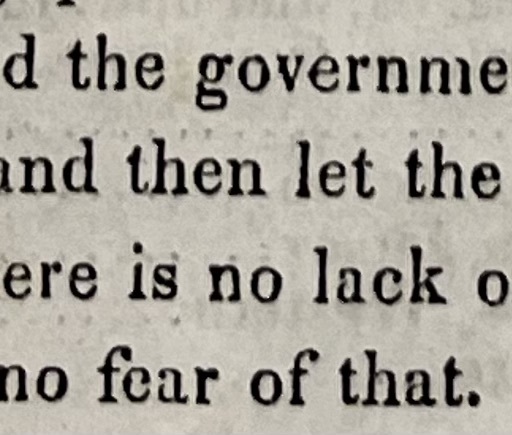 d the governme
and then let the
ere is no lack o
no fear of that.